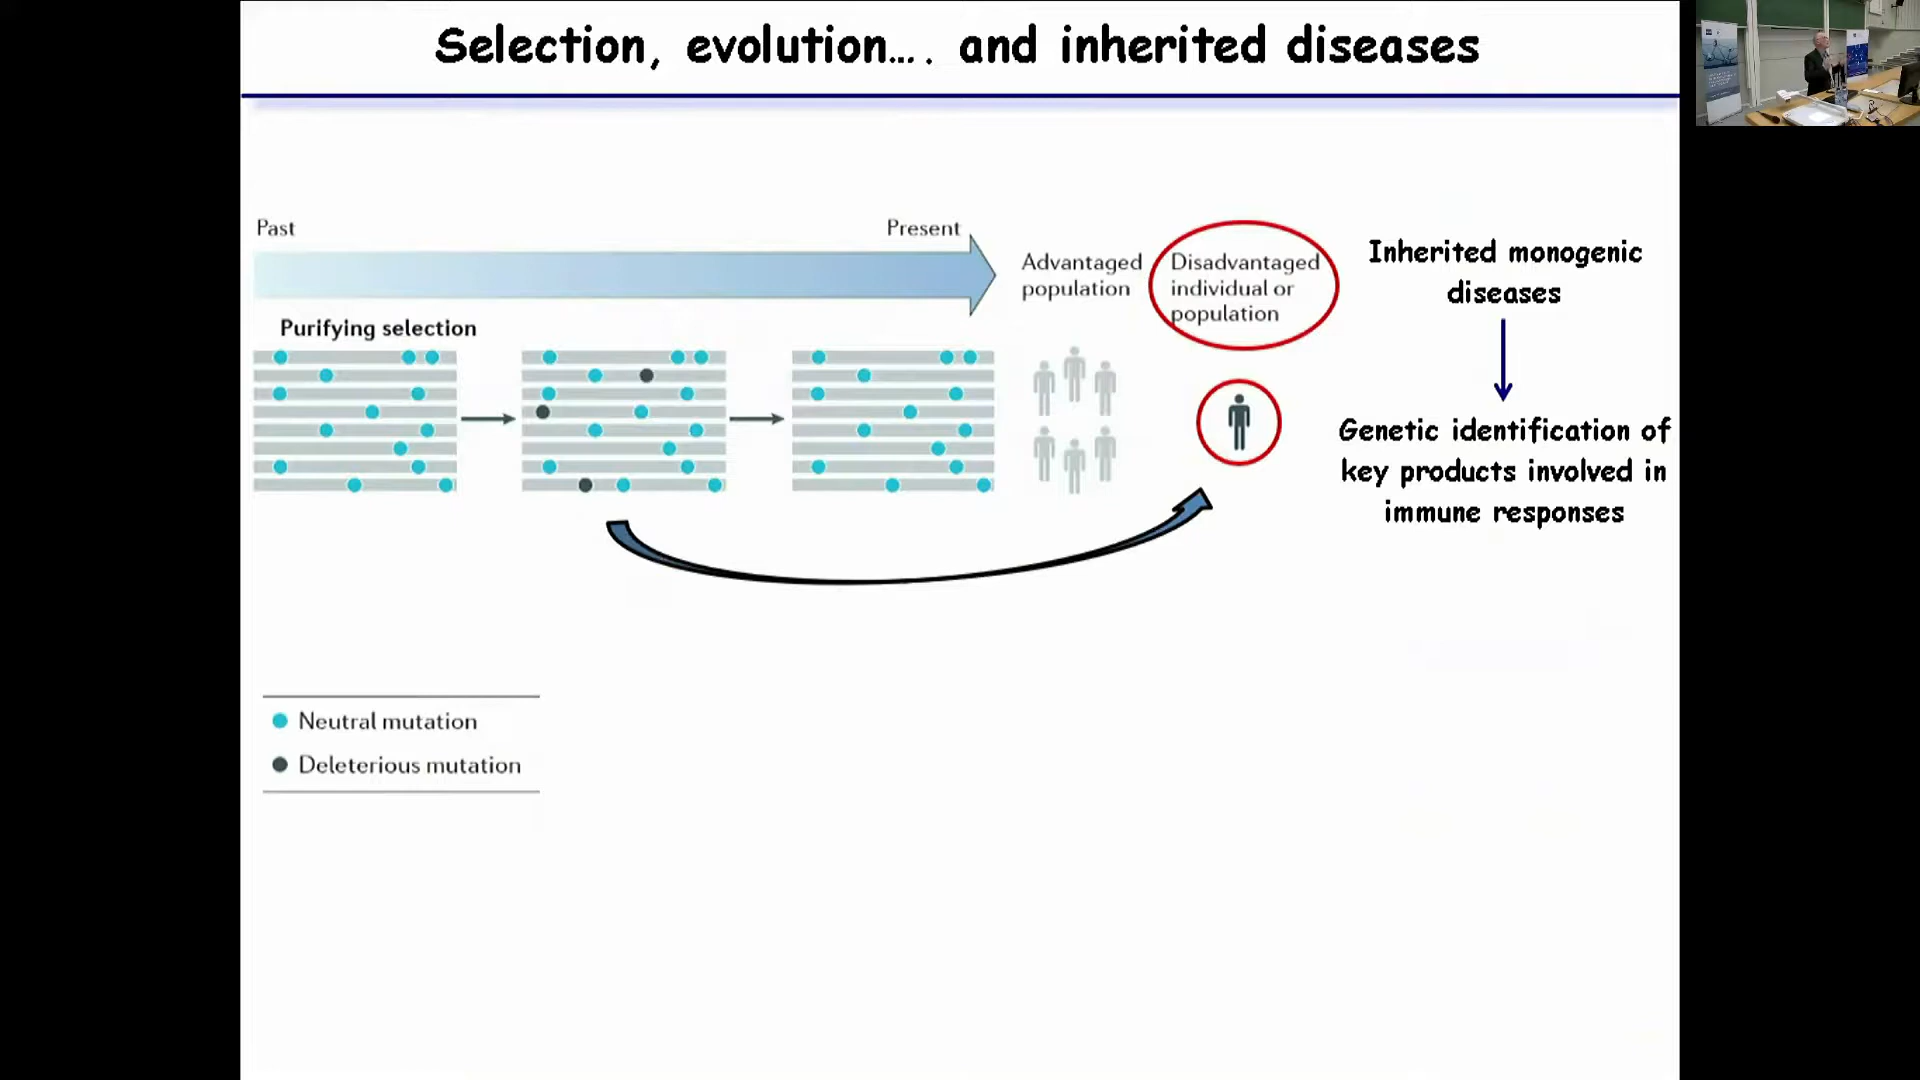 Selection, evolution…. and inherited diseases
Past
Present
Advantaged
population
Disadvantaged
individual or
population
Inherited monogenic
diseases
Purifying selection
Genetic identification of
key products involved in
immune responses
Neutral mutation
Deleterious mutation